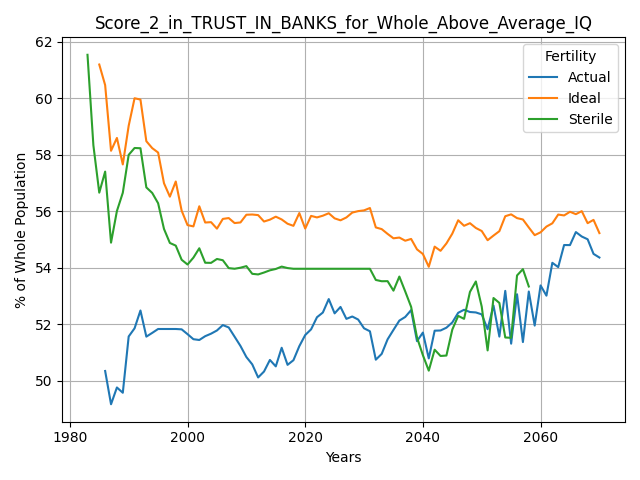 Score_2_in_TRUST_IN_BANKS_for_Whole_Above_Average_IQ
Fertility
Actual
Ideal
Sterile
% of Whole Population
62
60
58
56
54
52
50
1980
2000
2020
2040
2060
Years